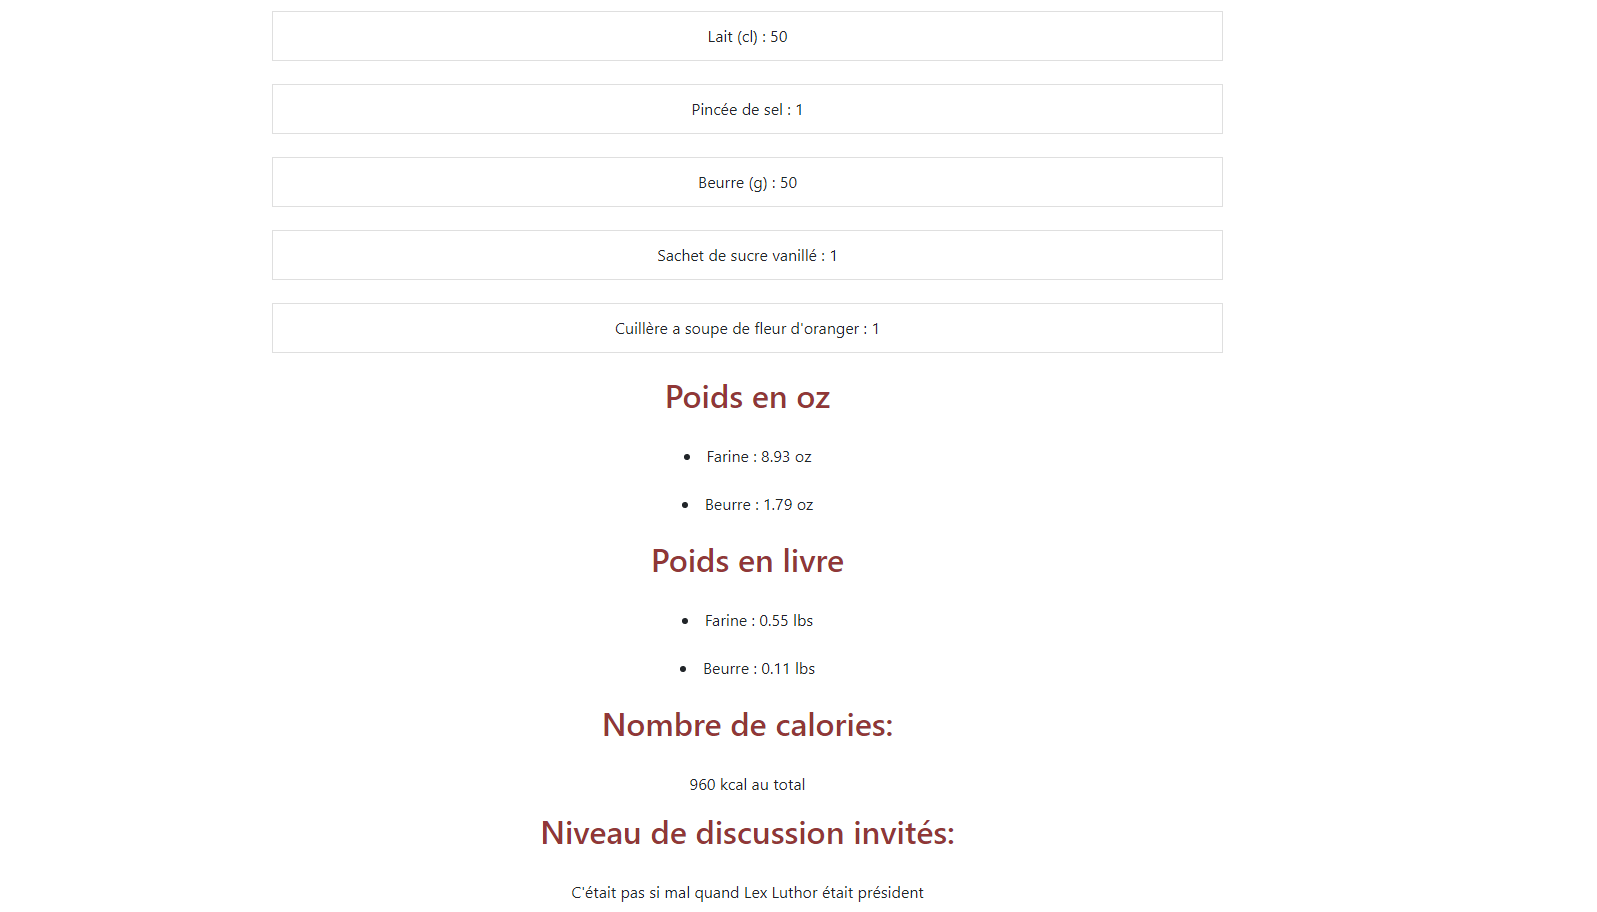 Lait (cl) : 50
Pincée de sel : 1
Beurre (g) : 50
Sachet de sucre vanillé : 1
Cuillère a soupe de fleur d'oranger : 1
Poids en oz
• Farine : 8.93 oz
• Beurre : 1.79 oz
Poids en livre
• Farine : 0.55 lbs
• Beurre : 0.11 lbs
Nombre de calories:
960 kcal au total
Niveau de discussion invités:
C'était pas si mal quand Lex Luthor était président